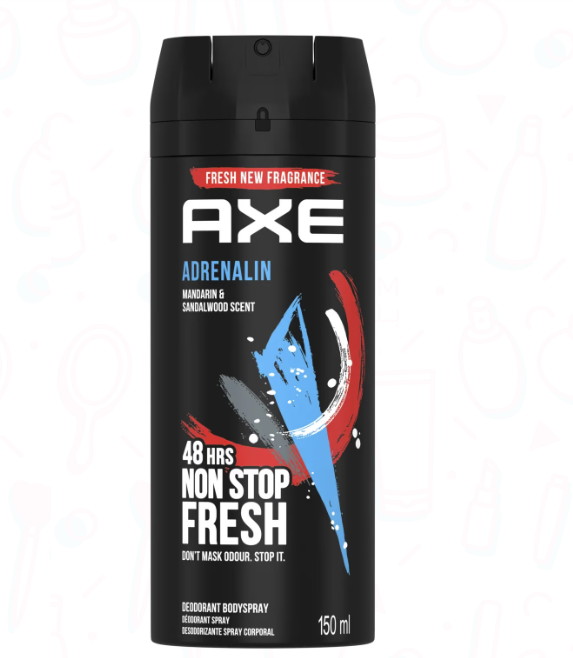 FRESH NEW FRAGRANCE
AXE
ADRENALIN
MANDARIN &
SANDALWOOD SCENT
48 HRS
NON STOP
FRESH
DON'T MASK ODOUR. STOP IT.
DEODORANT BODYSPRAY
DÉODORANT SPRAY
DESODORIZANTE SPRAY CORPORAL
150 ml